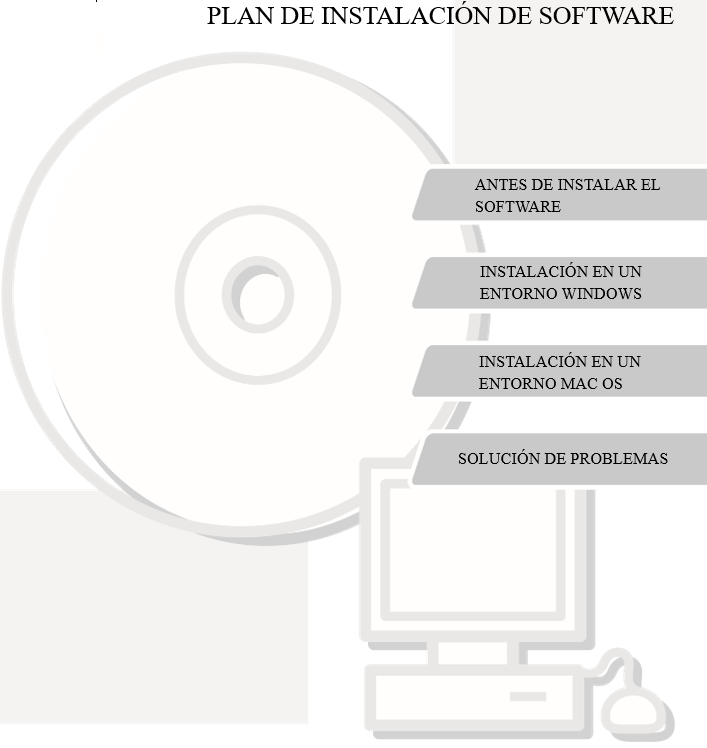 PLAN DE INSTALACIÓN DE SOFTWARE
ANTES DE INSTALAR EL
SOFTWARE
INSTALACIÓN EN UN
ENTORNO WINDOWS
INSTALACIÓN EN UN
ENTORNO MAC OS
SOLUCIÓN DE PROBLEMAS